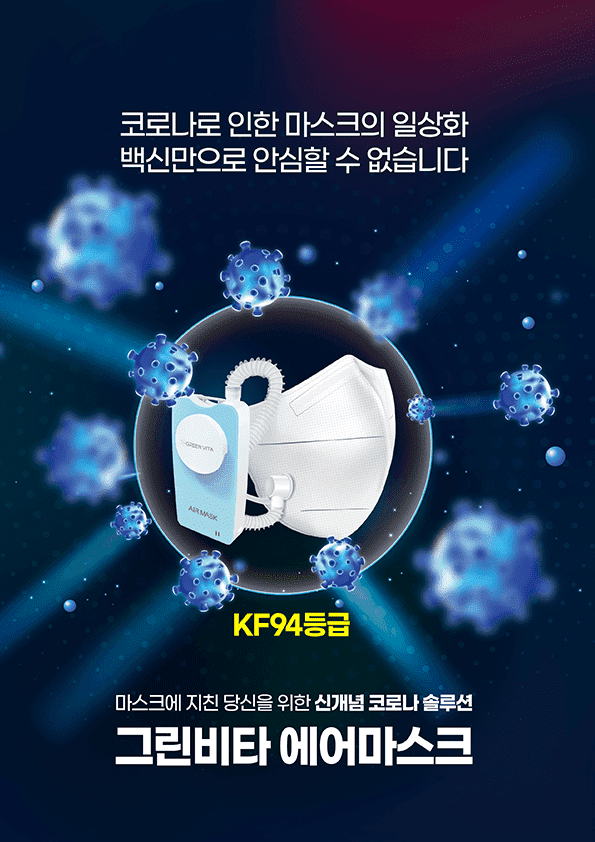 코로나로 인한 마스크의 일상화
백신만으로 안심할 수 없습니다
GREEN VITA
AIR MASK
KF94등급
마스크에 지친 당신을 위한 신개념 코로나 솔루션
그린비타 에어마스크